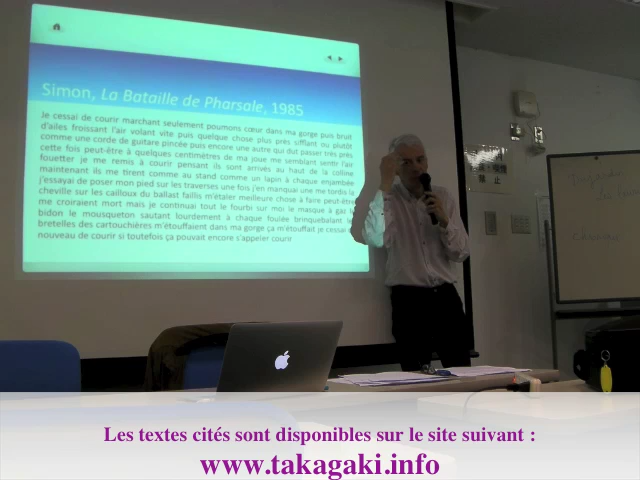 Simon, La Bataille de Pharsale, 1985
Je cessai de courir marchant seulement poumons cœur dans ma gorge puis bruit
d'ailes froissant l'air volant vite puis quelque chose plus près sifflant ou plutôt
comme une corde de guitare pincée puis encore une autre qui dut passer très près
cette fois peut-être à quelques centimètres de ma joue me semblant sentir l'air
fouetter je me remis à courir pensant ils sont arrivés au haut de la colline
maintenant ils me tirent comme au stand comme un lapin à chaque enjambée
j'essayai de poser mon pied sur les traverses une fois j'en manquai une me tordis la
cheville sur les cailloux du ballast faillis m'étaler meilleure chose à faire peut-être
me croiraient mort mais je continuai tout le fourbi sur moi le masque à gaz le
bidon le mousqueton sautant lourdement à chaque foulée brinquebalant les
bretelles des cartouchières m'étouffaient dans ma gorge ça m'étouffait je cessai de
nouveau de courir si toutefois ça pouvait encore s'appeler courir
禁止
Les textes cités sont disponibles sur le site suivant :
www.takagaki.info